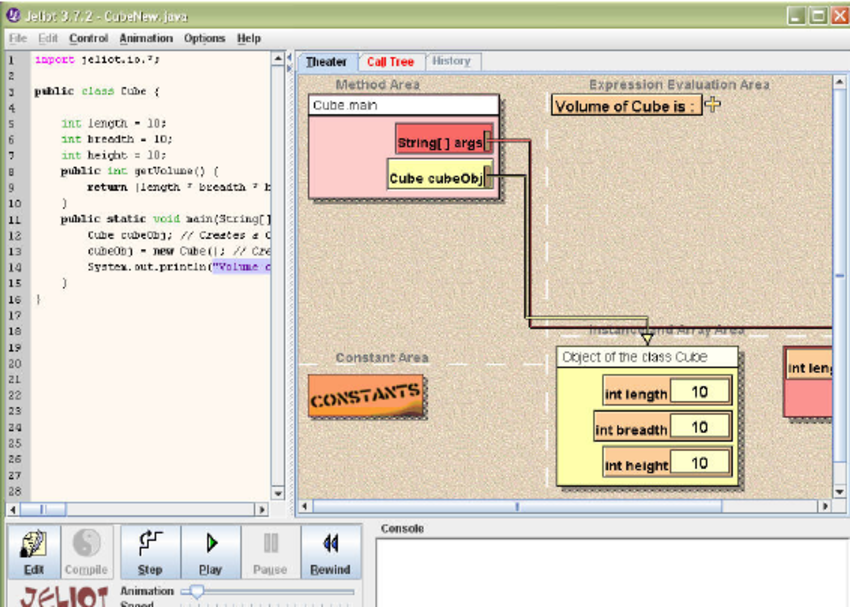 Jeliot 3.7.2 - CubeNew.java
File Edit Control Animation Options Help
1 import jeliot.io.*;
2
3 public class Cube {
4
5 int length = 10;
6 int breadth = 10;
7 int height = 10;
8 public int getVolume() {
9 return (length * breadth * h
10 }
11 public static void main(String[]
12 Cube cubeObj; // Creates a C
13 cubeObj = new Cube(); // Cre
14 System.out.println("Volume o
15 }
16 }
17
18
19
20
21
22
23
24
25
26
27
28
Theater Call Tree History
Method Area
Expression Evaluation Area
Cube.main
Volume of Cube is :
String[ ] args
Cube cubeObj
Instance and Array Area
Constant Area
Object of the class Cube
CONSTANTS
int length 10
int leng
int breadth 10
int height 10
Edit Compile Step Play Pause Rewind
Console
JELIOT
Animation
Speed